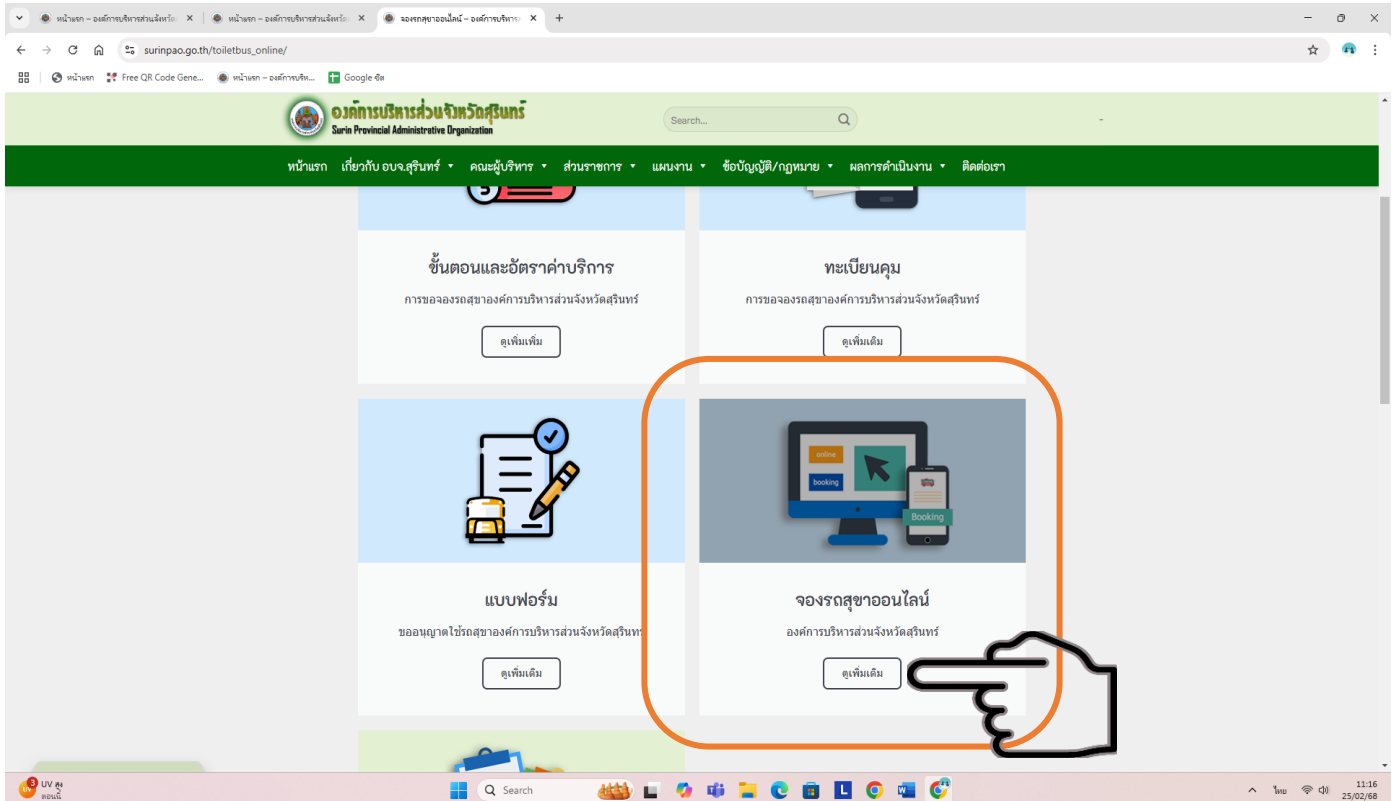 หน้าแรก – องค์การบริหารส่วนจังหวัด
หน้าแรก – องค์การบริหารส่วนจังหวัด
จองรถสุขาออนไลน์ – องค์การบริหาร
surinpao.go.th/toiletbus_online/
หน้าแรก
Free QR Code Gene...
หน้าแรก – องค์การบริห...
Google ชีต
องค์การบริหารส่วนจังหวัดสุรินทร์
Surin Provincial Administrative Organization
Search...
-
หน้าแรก เกี่ยวกับ อบจ.สุรินทร์ คณะผู้บริหาร ส่วนราชการ แผนงาน ข้อบัญญัติ/กฎหมาย ผลการดำเนินงาน ติดต่อเรา
ขั้นตอนและอัตราค่าบริการ
การขอจองรถสุขาองค์การบริหารส่วนจังหวัดสุรินทร์
ดูเพิ่มเพิ่ม
ทะเบียนคุม
การขอจองรถสุขาองค์การบริหารส่วนจังหวัดสุรินทร์
ดูเพิ่มเติม
แบบฟอร์ม
ขออนุญาตใช้รถสุขาองค์การบริหารส่วนจังหวัดสุรินทร
ดูเพิ่มเติม
online
booking
Booking
จองรถสุขาออนไลน์
องค์การบริหารส่วนจังหวัดสุรินทร์
ดูเพิ่มเติม
3
UV สูง
ตอนนี้
Search
L
ไทย
11:16
25/02/68